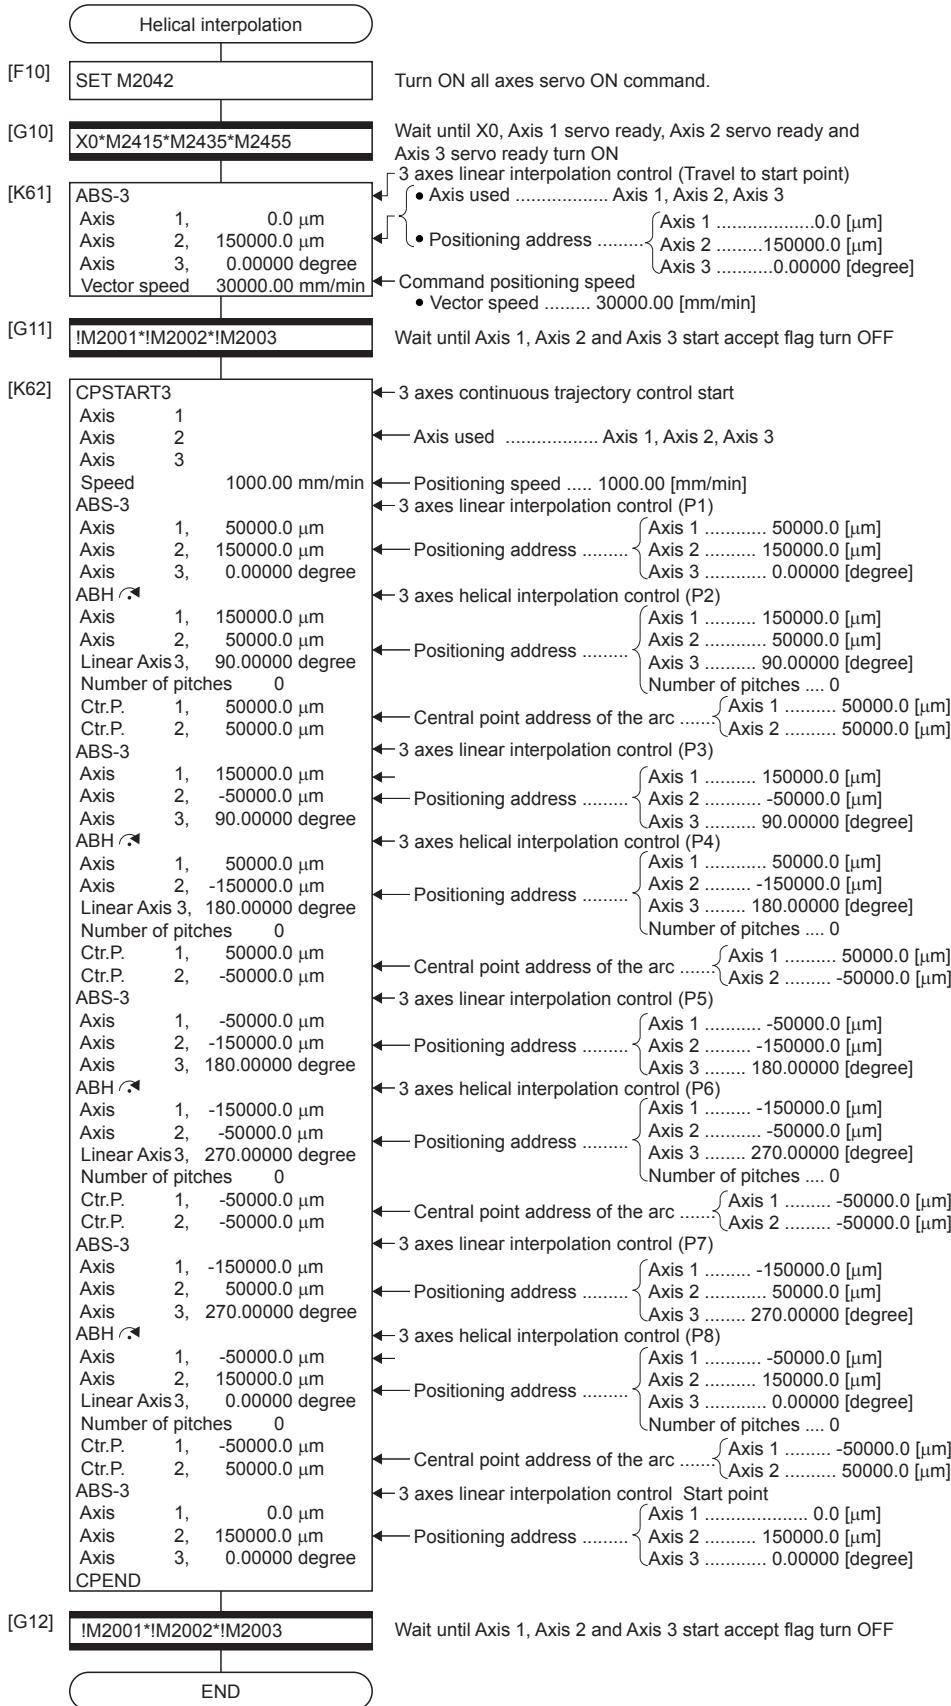 Helical interpolation
[F10]
SET M2042
Turn ON all axes servo ON command.
[G10]
X0*M2415*M2435*M2455
Wait until X0, Axis 1 servo ready, Axis 2 servo ready and
Axis 3 servo ready turn ON
[K61]
ABS-3
Axis 1, 0.0 μm
Axis 2, 150000.0 μm
Axis 3, 0.00000 degree
Vector speed 30000.00 mm/min
3 axes linear interpolation control (Travel to start point)
• Axis used .................. Axis 1, Axis 2, Axis 3
• Positioning address .........
Axis 1 ...................0.0 [μm]
Axis 2 .........150000.0 [μm]
Axis 3 ...........0.00000 [degree]
Command positioning speed
• Vector speed ......... 30000.00 [mm/min]
[G11]
!M2001*!M2002*!M2003
Wait until Axis 1, Axis 2 and Axis 3 start accept flag turn OFF
[K62]
CPSTART3
3 axes continuous trajectory control start
Axis 1
Axis 2
Axis used .................. Axis 1, Axis 2, Axis 3
Axis 3
Speed 1000.00 mm/min
Positioning speed ..... 1000.00 [mm/min]
ABS-3
3 axes linear interpolation control (P1)
Axis 1, 50000.0 μm
Axis 2, 150000.0 μm
Axis 3, 0.00000 degree
Positioning address .........
Axis 1 ............ 50000.0 [μm]
Axis 2 .......... 150000.0 [μm]
Axis 3 ............ 0.00000 [degree]
ABH
3 axes helical interpolation control (P2)
Axis 1, 150000.0 μm
Axis 2, 50000.0 μm
Linear Axis 3, 90.00000 degree
Number of pitches 0
Positioning address .........
Axis 1 .......... 150000.0 [μm]
Axis 2 ............ 50000.0 [μm]
Axis 3 .......... 90.00000 [degree]
Number of pitches .... 0
Ctr.P. 1, 50000.0 μm
Ctr.P. 2, 50000.0 μm
Central point address of the arc .......
Axis 1 .......... 50000.0 [μm]
Axis 2 .......... 50000.0 [μm]
ABS-3
3 axes linear interpolation control (P3)
Axis 1, 150000.0 μm
Axis 2, -50000.0 μm
Axis 3, 90.00000 degree
Positioning address .........
Axis 1 .......... 150000.0 [μm]
Axis 2 ........... -50000.0 [μm]
Axis 3 .......... 90.00000 [degree]
ABH
3 axes helical interpolation control (P4)
Axis 1, 50000.0 μm
Axis 2, -150000.0 μm
Linear Axis 3, 180.00000 degree
Number of pitches 0
Positioning address .........
Axis 1 ............ 50000.0 [μm]
Axis 2 ......... -150000.0 [μm]
Axis 3 ........ 180.00000 [degree]
Number of pitches .... 0
Ctr.P. 1, 50000.0 μm
Ctr.P. 2, -50000.0 μm
Central point address of the arc .......
Axis 1 .......... 50000.0 [μm]
Axis 2 ......... -50000.0 [μm]
ABS-3
3 axes linear interpolation control (P5)
Axis 1, -50000.0 μm
Axis 2, -150000.0 μm
Axis 3, 180.00000 degree
Positioning address .........
Axis 1 ........... -50000.0 [μm]
Axis 2 ......... -150000.0 [μm]
Axis 3 ........ 180.00000 [degree]
ABH
3 axes helical interpolation control (P6)
Axis 1, -150000.0 μm
Axis 2, -50000.0 μm
Linear Axis 3, 270.00000 degree
Number of pitches 0
Positioning address .........
Axis 1 ......... -150000.0 [μm]
Axis 2 ........... -50000.0 [μm]
Axis 3 ........ 270.00000 [degree]
Number of pitches .... 0
Ctr.P. 1, -50000.0 μm
Ctr.P. 2, -50000.0 μm
Central point address of the arc .......
Axis 1 ......... -50000.0 [μm]
Axis 2 ......... -50000.0 [μm]
ABS-3
3 axes linear interpolation control (P7)
Axis 1, -150000.0 μm
Axis 2, 50000.0 μm
Axis 3, 270.00000 degree
Positioning address .........
Axis 1 ......... -150000.0 [μm]
Axis 2 ............ 50000.0 [μm]
Axis 3 ........ 270.00000 [degree]
ABH
3 axes helical interpolation control (P8)
Axis 1, -50000.0 μm
Axis 2, 150000.0 μm
Linear Axis 3, 0.00000 degree
Number of pitches 0
Positioning address .........
Axis 1 ........... -50000.0 [μm]
Axis 2 .......... 150000.0 [μm]
Axis 3 ............ 0.00000 [degree]
Number of pitches .... 0
Ctr.P. 1, -50000.0 μm
Ctr.P. 2, 50000.0 μm
Central point address of the arc .......
Axis 1 ......... -50000.0 [μm]
Axis 2 .......... 50000.0 [μm]
ABS-3
3 axes linear interpolation control Start point
Axis 1, 0.0 μm
Axis 2, 150000.0 μm
Axis 3, 0.00000 degree
Positioning address .........
Axis 1 .................... 0.0 [μm]
Axis 2 .......... 150000.0 [μm]
Axis 3 ............ 0.00000 [degree]
CPEND
[G12]
!M2001*!M2002*!M2003
Wait until Axis 1, Axis 2 and Axis 3 start accept flag turn OFF
END